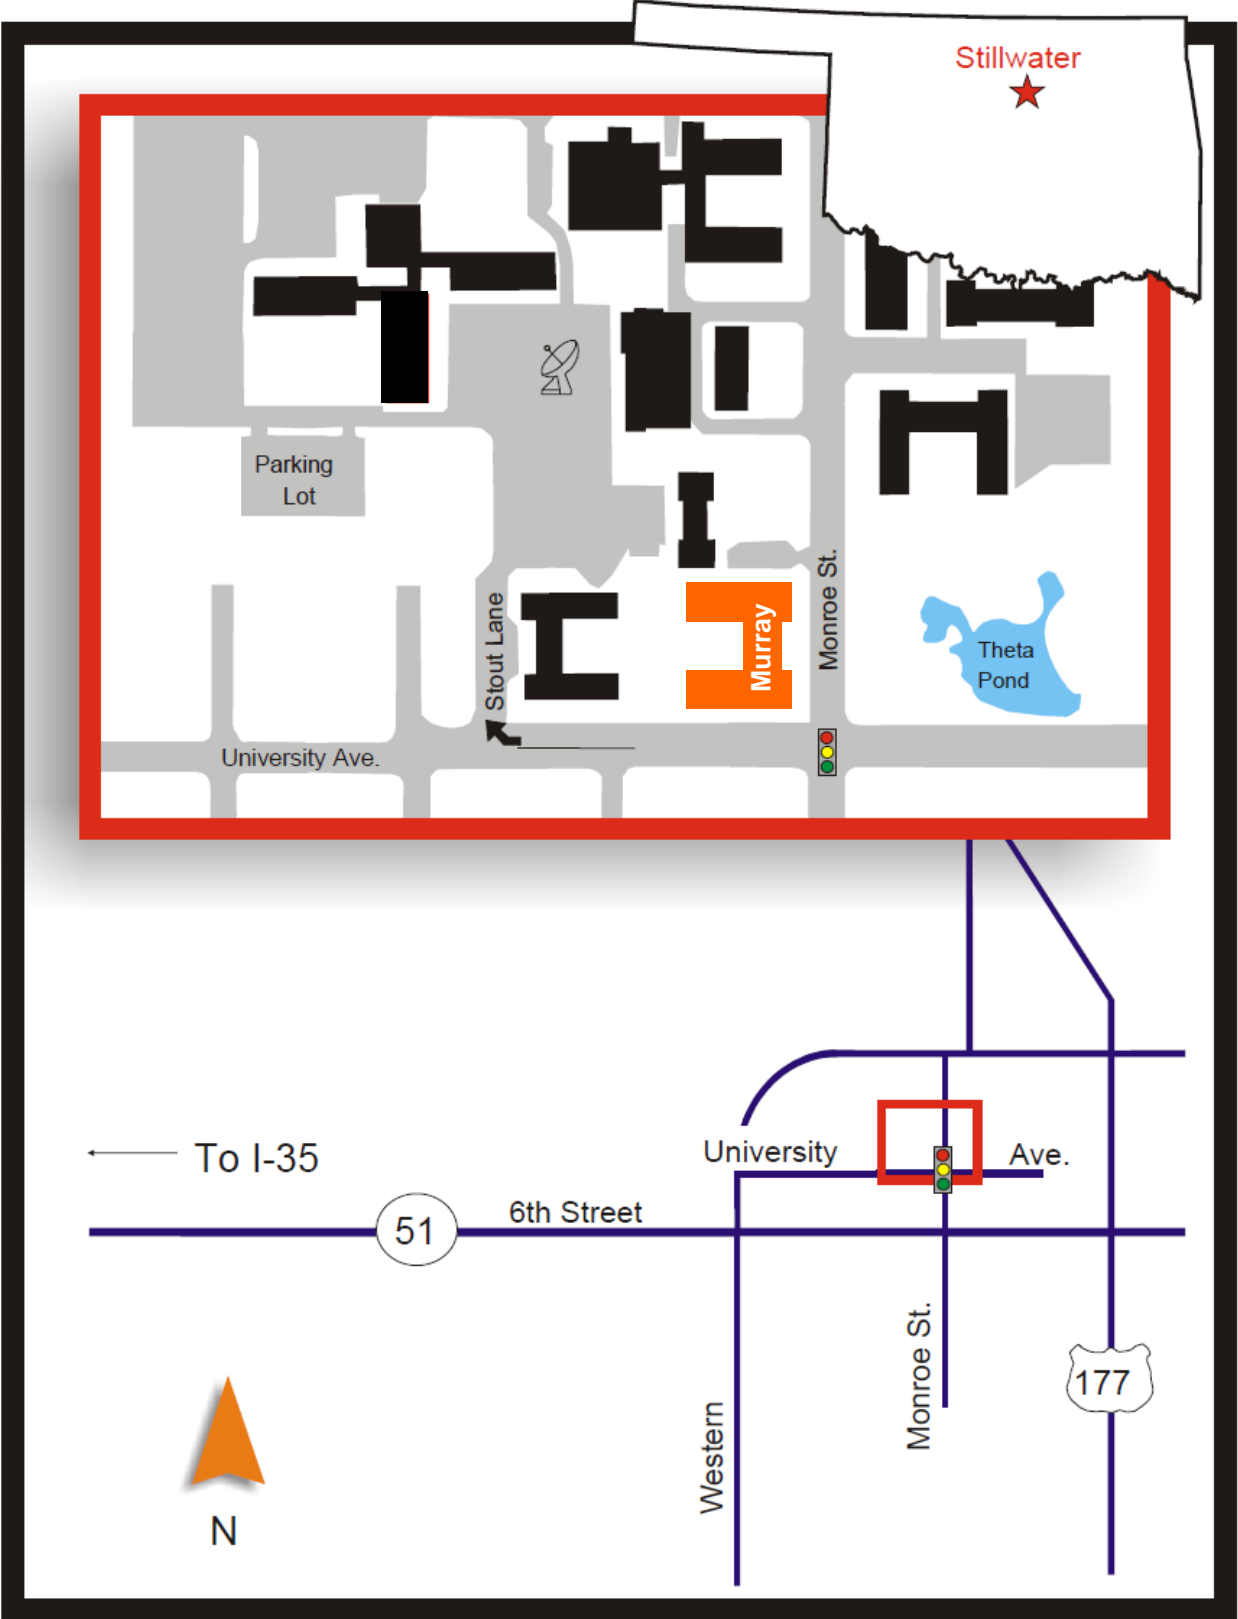 Stillwater
Parking
Lot
Stout Lane
Murray
Monroe St.
Theta
Pond
University Ave.
University
Ave.
To I-35
6th Street
51
Monroe St.
177
Western
N